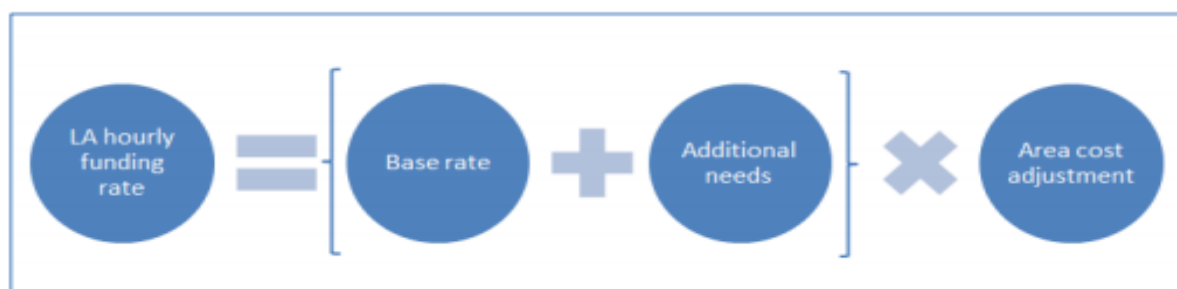 LA hourly
funding
rate
=
{
Base rate
+
Additional
needs
}
×
Area cost
adjustment